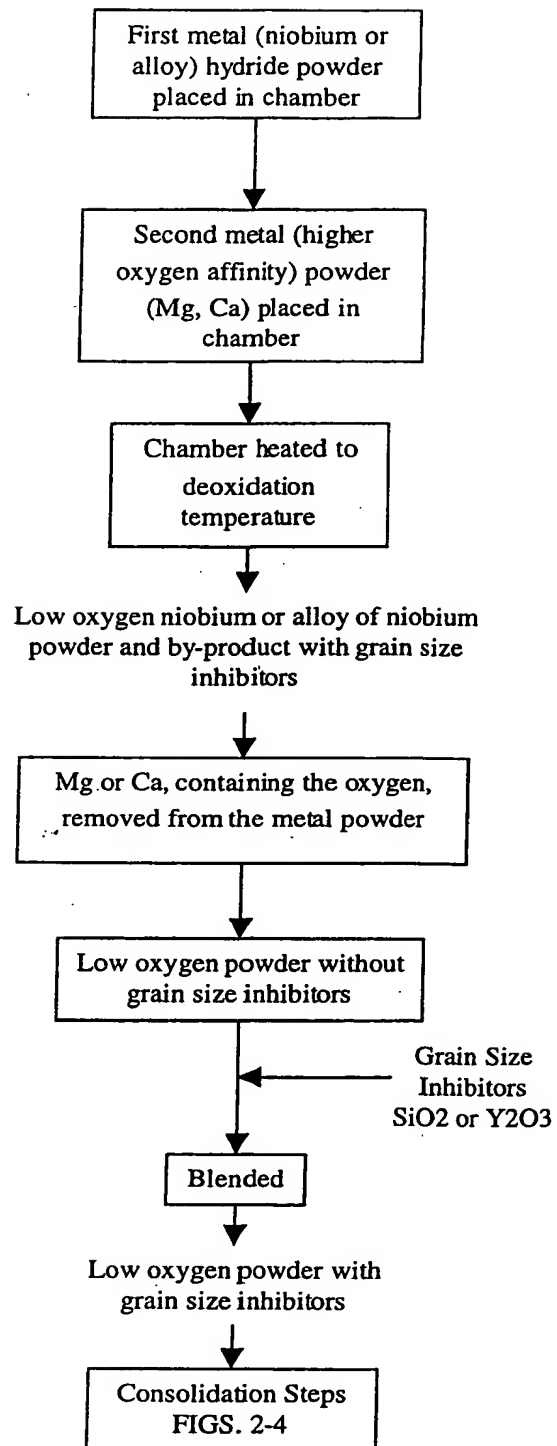 First metal (niobium or
alloy) hydride powder
placed in chamber
Second metal (higher
oxygen affinity) powder
(Mg, Ca) placed in
chamber
Chamber heated to
deoxidation
temperature
Low oxygen niobium or alloy of niobium
powder and by-product with grain size
inhibitors
Mg or Ca, containing the oxygen,
removed from the metal powder
Low oxygen powder without
grain size inhibitors
Grain Size
Inhibitors
SiO2 or Y2O3
Blended
Low oxygen powder with
grain size inhibitors
Consolidation Steps
FIGS. 2-4